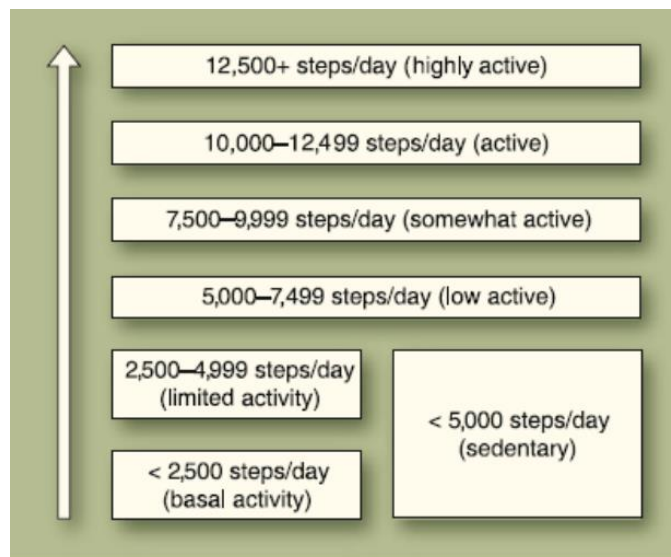 12,500+ steps/day (highly active)
10,000–12,499 steps/day (active)
7,500–9,999 steps/day (somewhat active)
5,000–7,499 steps/day (low active)
2,500–4,999 steps/day
(limited activity)
< 2,500 steps/day
(basal activity)
< 5,000 steps/day
(sedentary)